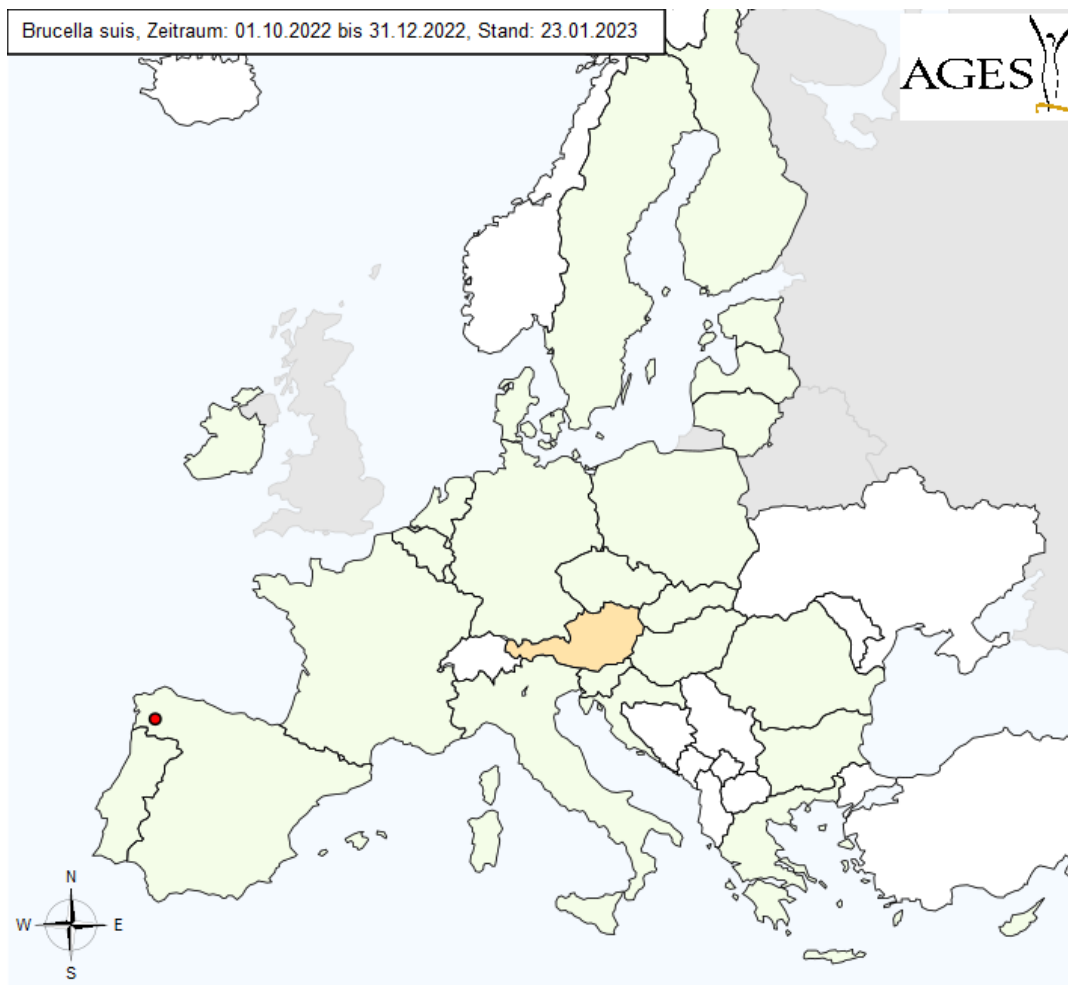 Brucella suis, Zeitraum: 01.10.2022 bis 31.12.2022, Stand: 23.01.2023
AGES
N
W E
S